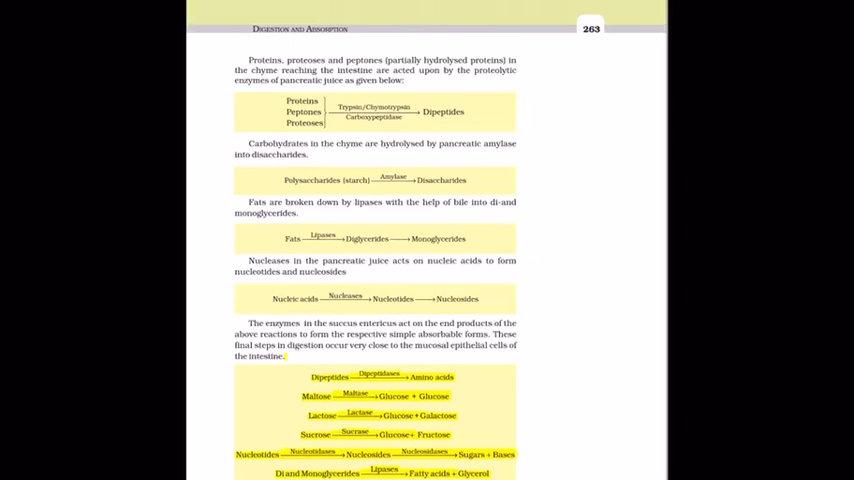 DIGESTION AND ABSORPTION 263
Proteins, proteoses and peptones (partially hydrolysed proteins) in
the chyme reaching the intestine are acted upon by the proteolytic
enzymes of pancreatic juice as given below:
Proteins
Peptones
Proteoses
Trypsin/Chymotrypsin
Carboxypeptidase
Dipeptides
Carbohydrates in the chyme are hydrolysed by pancreatic amylase
into disaccharides.
Polysaccharides (starch) Amylase Disaccharides
Fats are broken down by lipases with the help of bile into di-and
monoglycerides.
Fats Lipases Diglycerides Monoglycerides
Nucleases in the pancreatic juice acts on nucleic acids to form
nucleotides and nucleosides
Nucleic acids Nucleases Nucleotides Nucleosides
The enzymes in the succus entericus act on the end products of the
above reactions to form the respective simple absorbable forms. These
final steps in digestion occur very close to the mucosal epithelial cells of
the intestine.
Dipeptides Dipeptidases Amino acids
Maltose Maltase Glucose + Glucose
Lactose Lactase Glucose + Galactose
Sucrose Sucrase Glucose+ Fructose
Nucleotides Nucleotidases Nucleosides Nucleosidases Sugars + Bases
Di and Monoglycerides Lipases Fatty acids + Glycerol